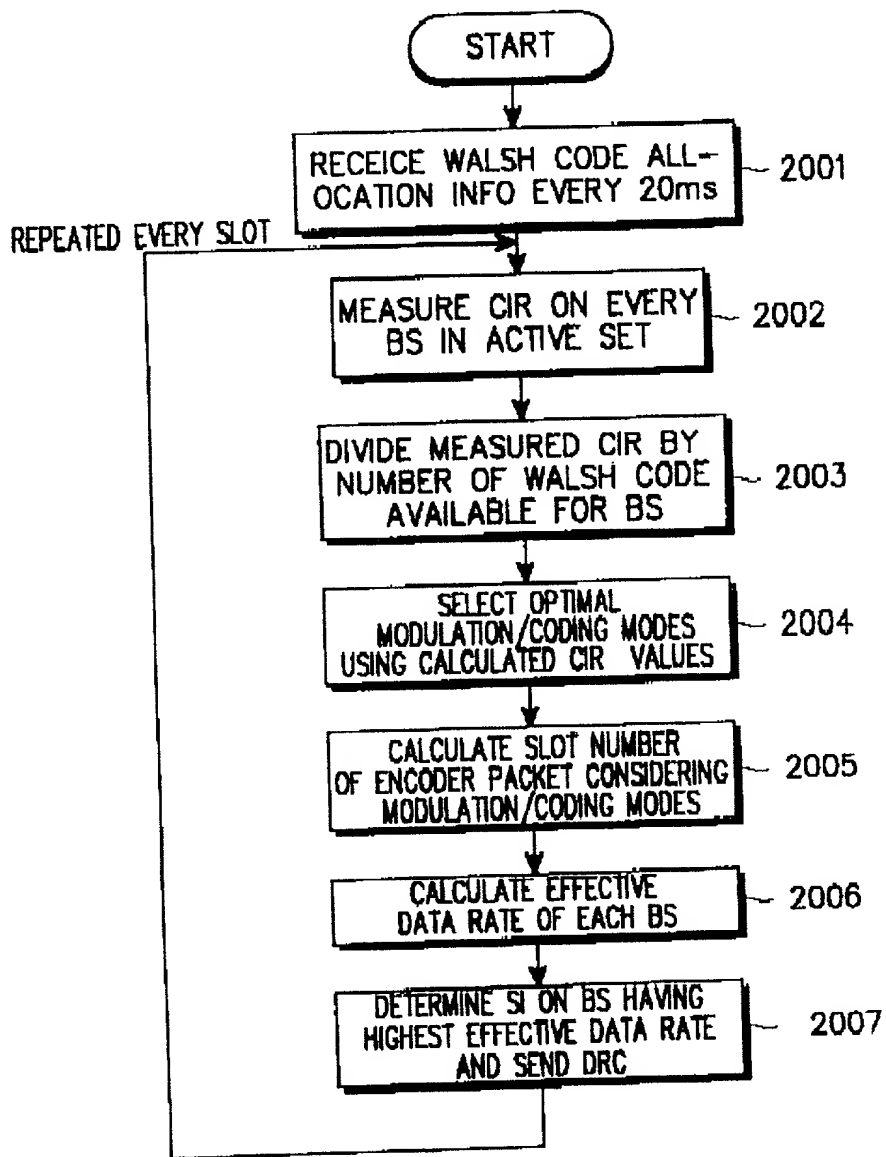 START
RECEICE WALSH CODE ALL-
OCATION INFO EVERY 20ms
2001
REPEATED EVERY SLOT
MEASURE CIR ON EVERY
BS IN ACTIVE SET
2002
DIVIDE MEASURED CIR BY
NUMBER OF WALSH CODE
AVAILABLE FOR BS
2003
SELECT OPTIMAL
MODULATION/CODING MODES
USING CALCULATED CIR VALUES
2004
CALCULATE SLOT NUMBER
OF ENCODER PACKET CONSIDERING
MODULATION/CODING MODES
2005
CALCULATE EFFECTIVE
DATA RATE OF EACH BS
2006
DETERMINE SI ON BS HAVING
HIGHEST EFFECTIVE DATA RATE
AND SEND DRC
2007